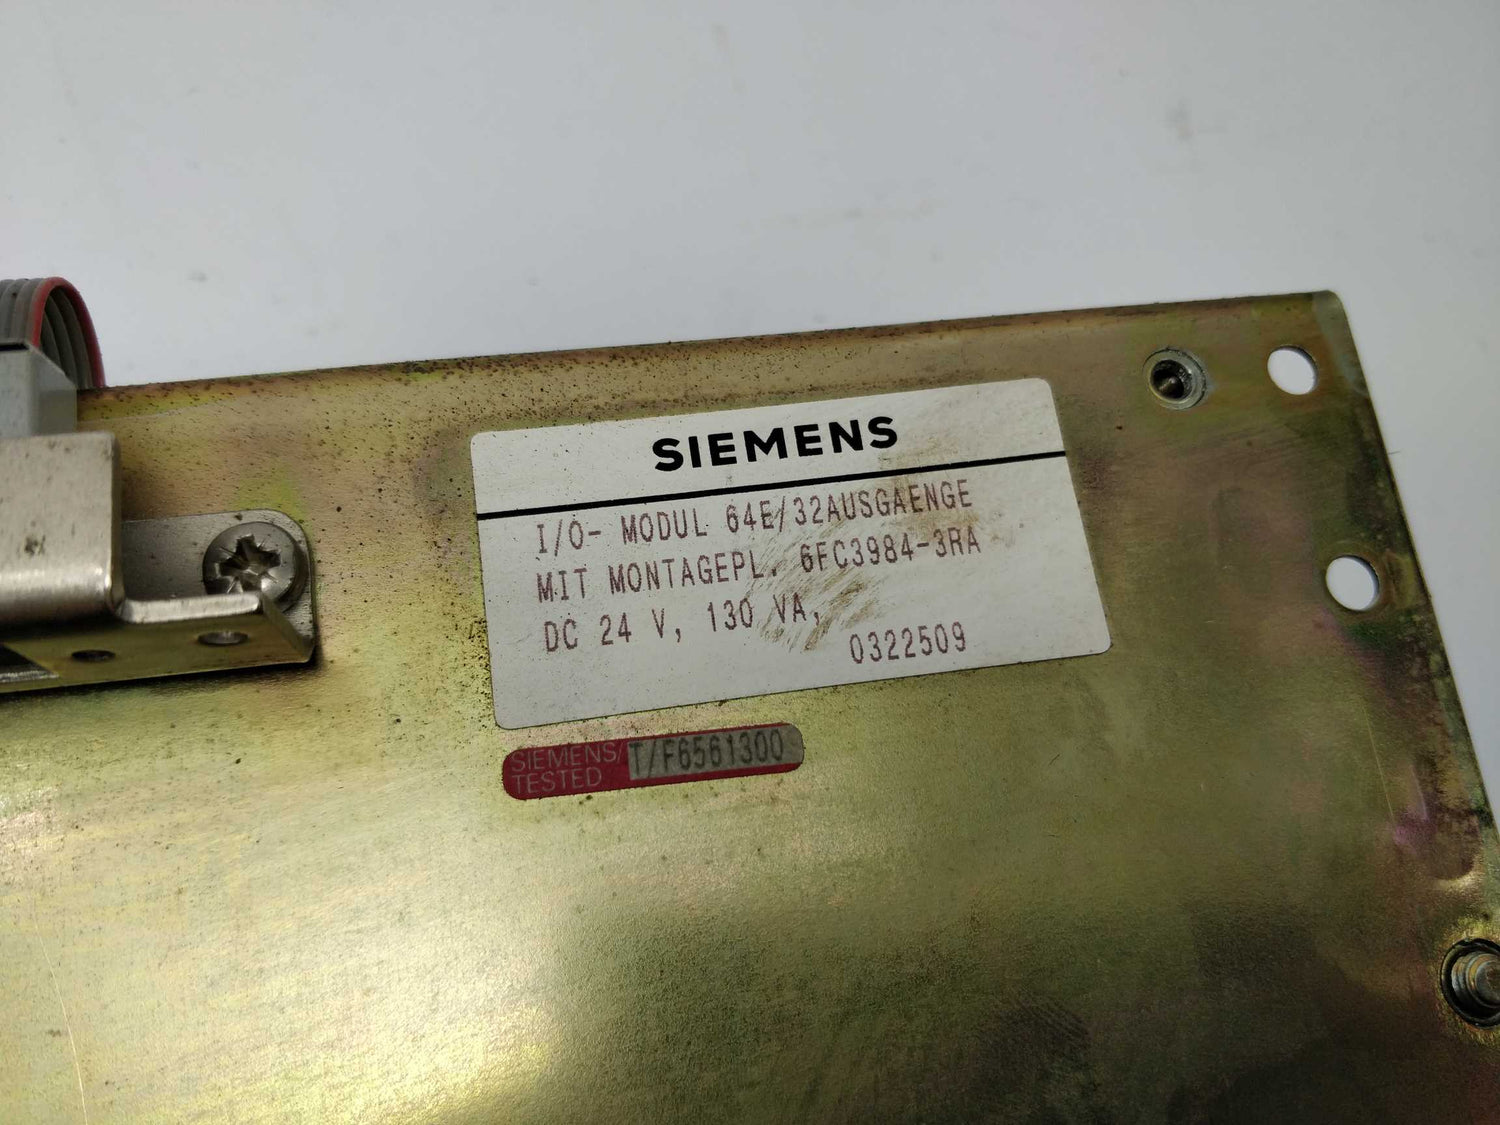 SIEMENS
I/O- MODUL 64E/32AUSGAENGE
MIT MONTAGEPL. 6FC3984-3RA
DC 24 V, 130 VA,
0322509
SIEMENS/ T/F6561300
TESTED